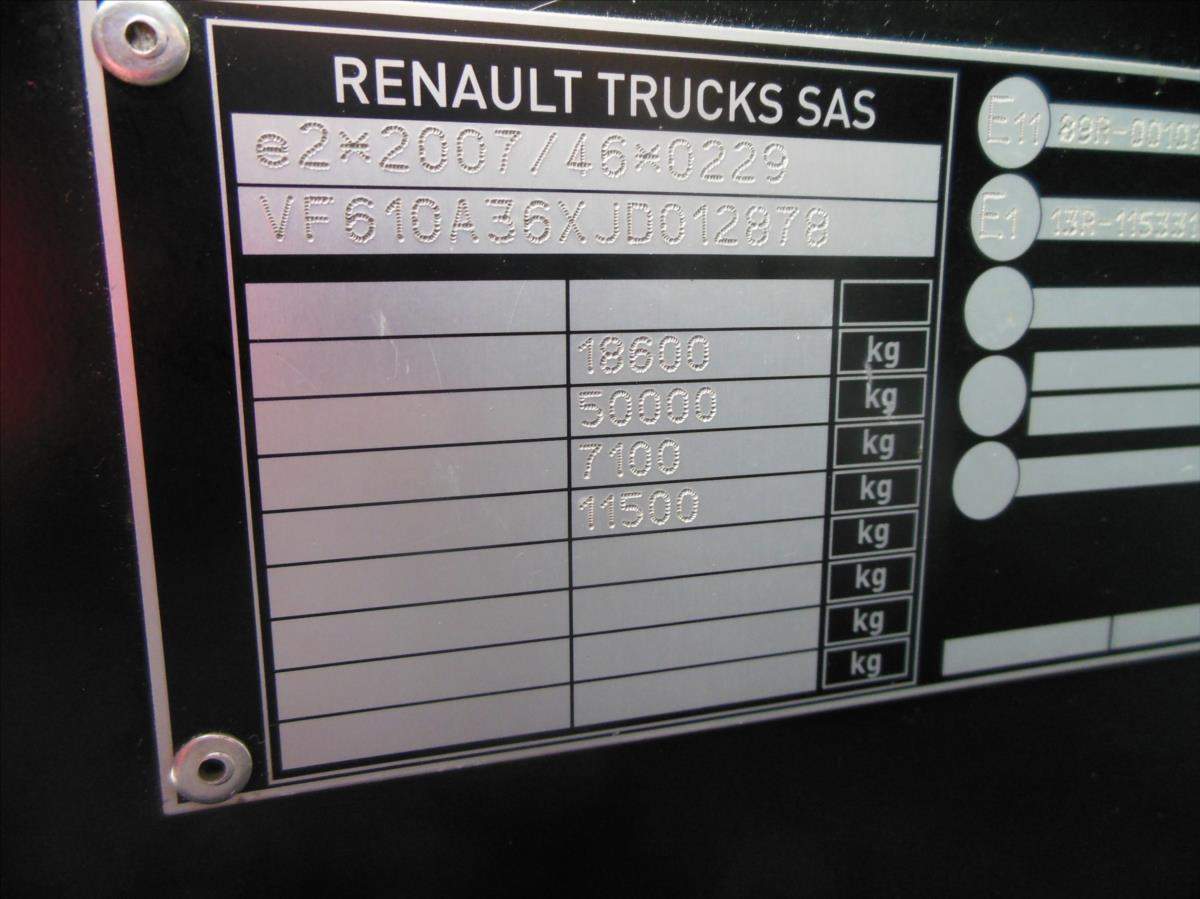 RENAULT TRUCKS SAS
e2*2007/46*0229
VF610A36XJD012878
18600 kg
50000 kg
7100 kg
11500 kg
kg
kg
kg
kg
E11
E1 13R-11533